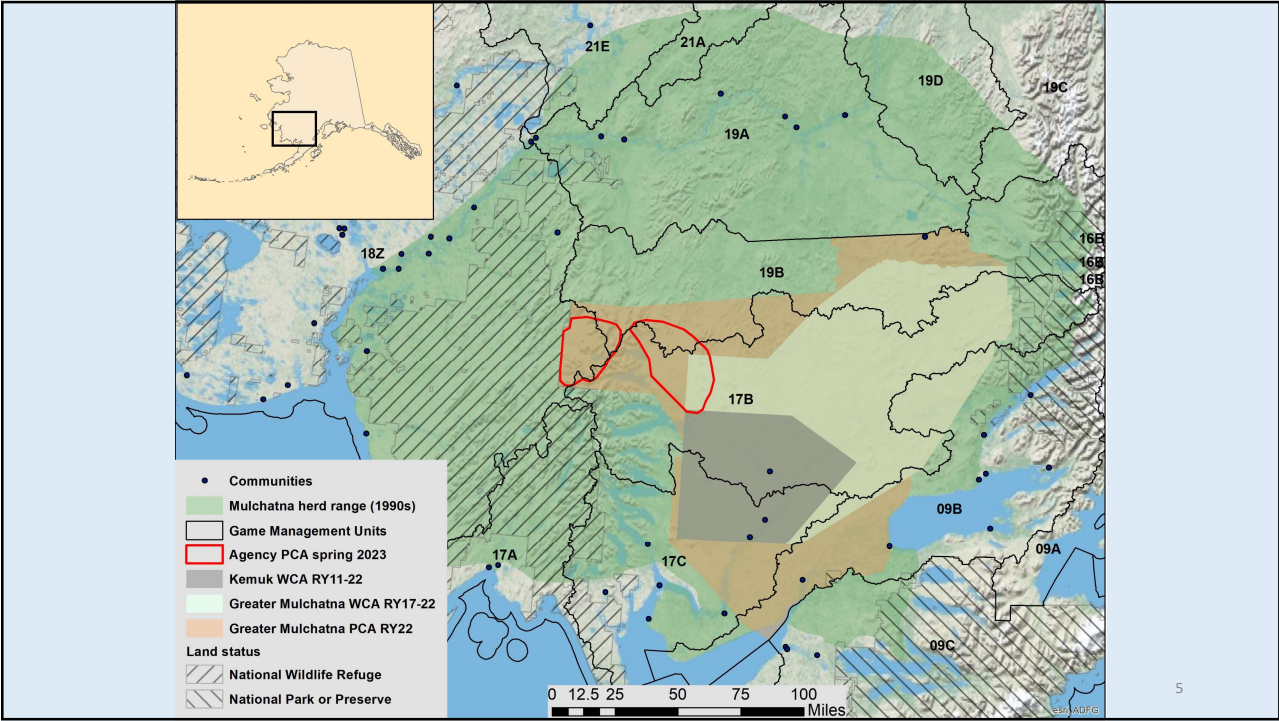 21E
21A
19D
19C
19A
18Z
16B
16B
16B
19B
17B
09B
09A
17A
17C
09C
Communities
Mulchatna herd range (1990s)
Game Management Units
Agency PCA spring 2023
Kemuk WCA RY11-22
Greater Mulchatna WCA RY17-22
Greater Mulchatna PCA RY22
Land status
National Wildlife Refuge
National Park or Preserve
0 12.5 25 50 75 100
Miles
esri, ADFG
5